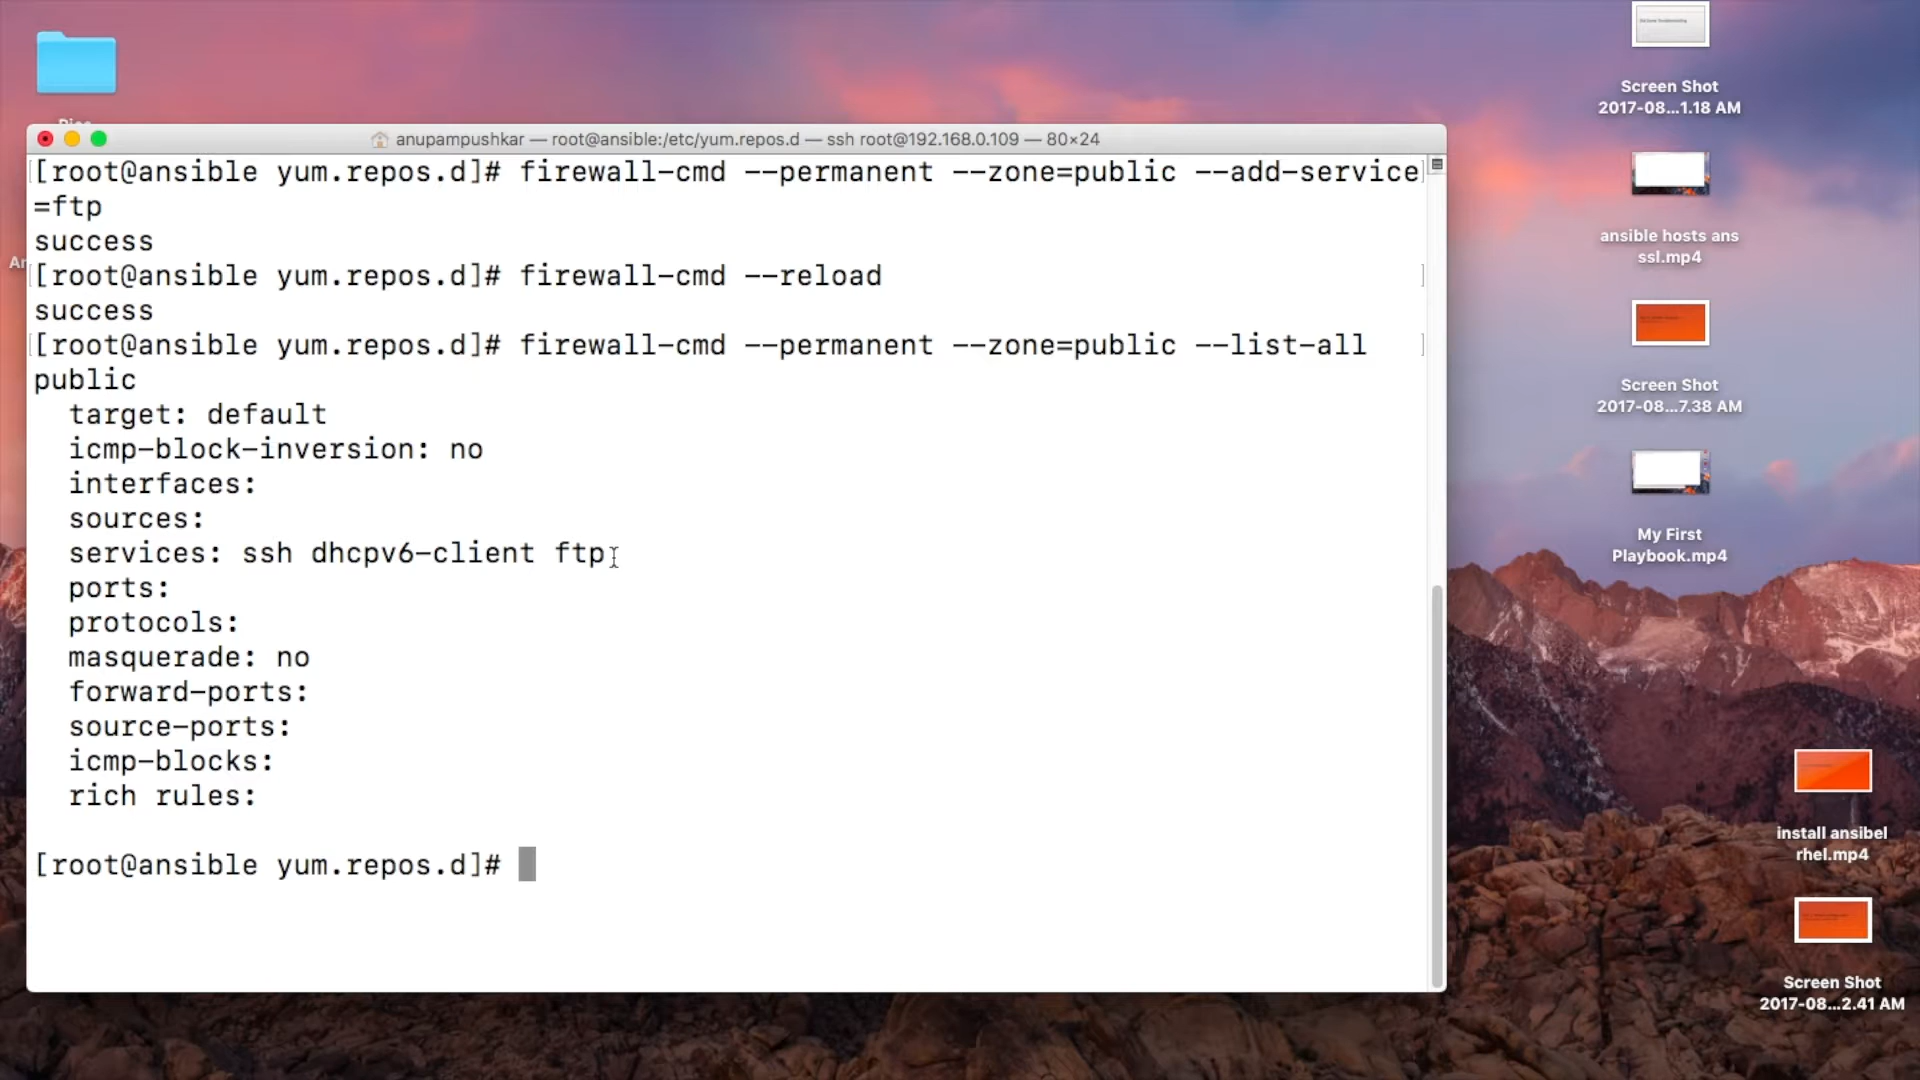 Screen Shot
2017-08...1.18 AM
anupampushkar — root@ansible:/etc/yum.repos.d — ssh root@192.168.0.109 — 80×24
[root@ansible yum.repos.d]# firewall-cmd --permanent --zone=public --add-service
=ftp
success
[root@ansible yum.repos.d]# firewall-cmd --reload
success
[root@ansible yum.repos.d]# firewall-cmd --permanent --zone=public --list-all
public
target: default
icmp-block-inversion: no
interfaces:
sources:
services: ssh dhcpv6-client ftp
ports:
protocols:
masquerade: no
forward-ports:
source-ports:
icmp-blocks:
rich rules:
[root@ansible yum.repos.d]#
ansible hosts ans
ssl.mp4
Screen Shot
2017-08...7.38 AM
My First
Playbook.mp4
install ansibel
rhel.mp4
Screen Shot
2017-08...2.41 AM